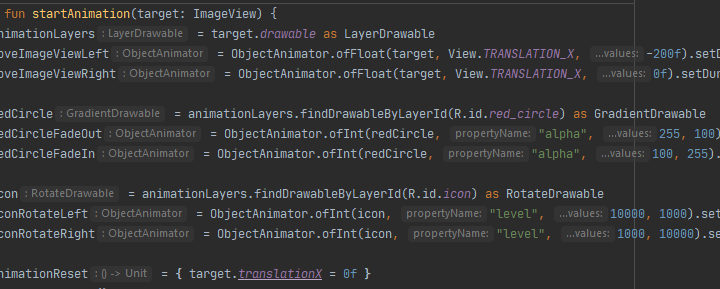 fun startAnimation(target: ImageView) {
nimationLayers : LayerDrawable = target.drawable as LayerDrawable
oveImageViewLeft : ObjectAnimator = ObjectAnimator.ofFloat(target, View.TRANSLATION_X, ...values: -200f).setD
oveImageViewRight : ObjectAnimator = ObjectAnimator.ofFloat(target, View.TRANSLATION_X, ...values: 0f).setDur
edCircle : GradientDrawable = animationLayers.findDrawableByLayerId(R.id.red_circle) as GradientDrawable
edCircleFadeOut : ObjectAnimator = ObjectAnimator.ofInt(redCircle, propertyName: "alpha", ...values: 255, 100)
edCircleFadeIn : ObjectAnimator = ObjectAnimator.ofInt(redCircle, propertyName: "alpha", ...values: 100, 255).
con : RotateDrawable = animationLayers.findDrawableByLayerId(R.id.icon) as RotateDrawable
conRotateLeft : ObjectAnimator = ObjectAnimator.ofInt(icon, propertyName: "level", ...values: 10000, 1000).set
conRotateRight : ObjectAnimator = ObjectAnimator.ofInt(icon, propertyName: "level", ...values: 1000, 10000).se
nimationReset : () -> Unit = { target.translationX = 0f }